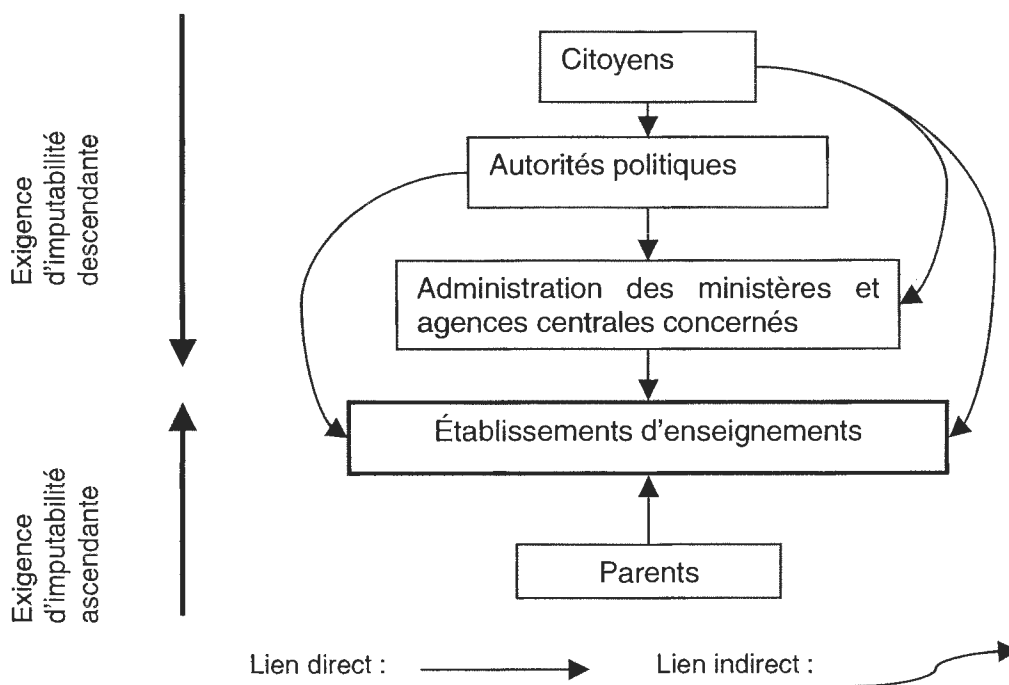 Citoyens
Autorités politiques
Exigence
d'imputabilité
descendante
Administration des ministères et
agences centrales concernés
Établissements d'enseignements
Exigence
d'imputabilité
ascendante
Parents
Lien direct :
Lien indirect :